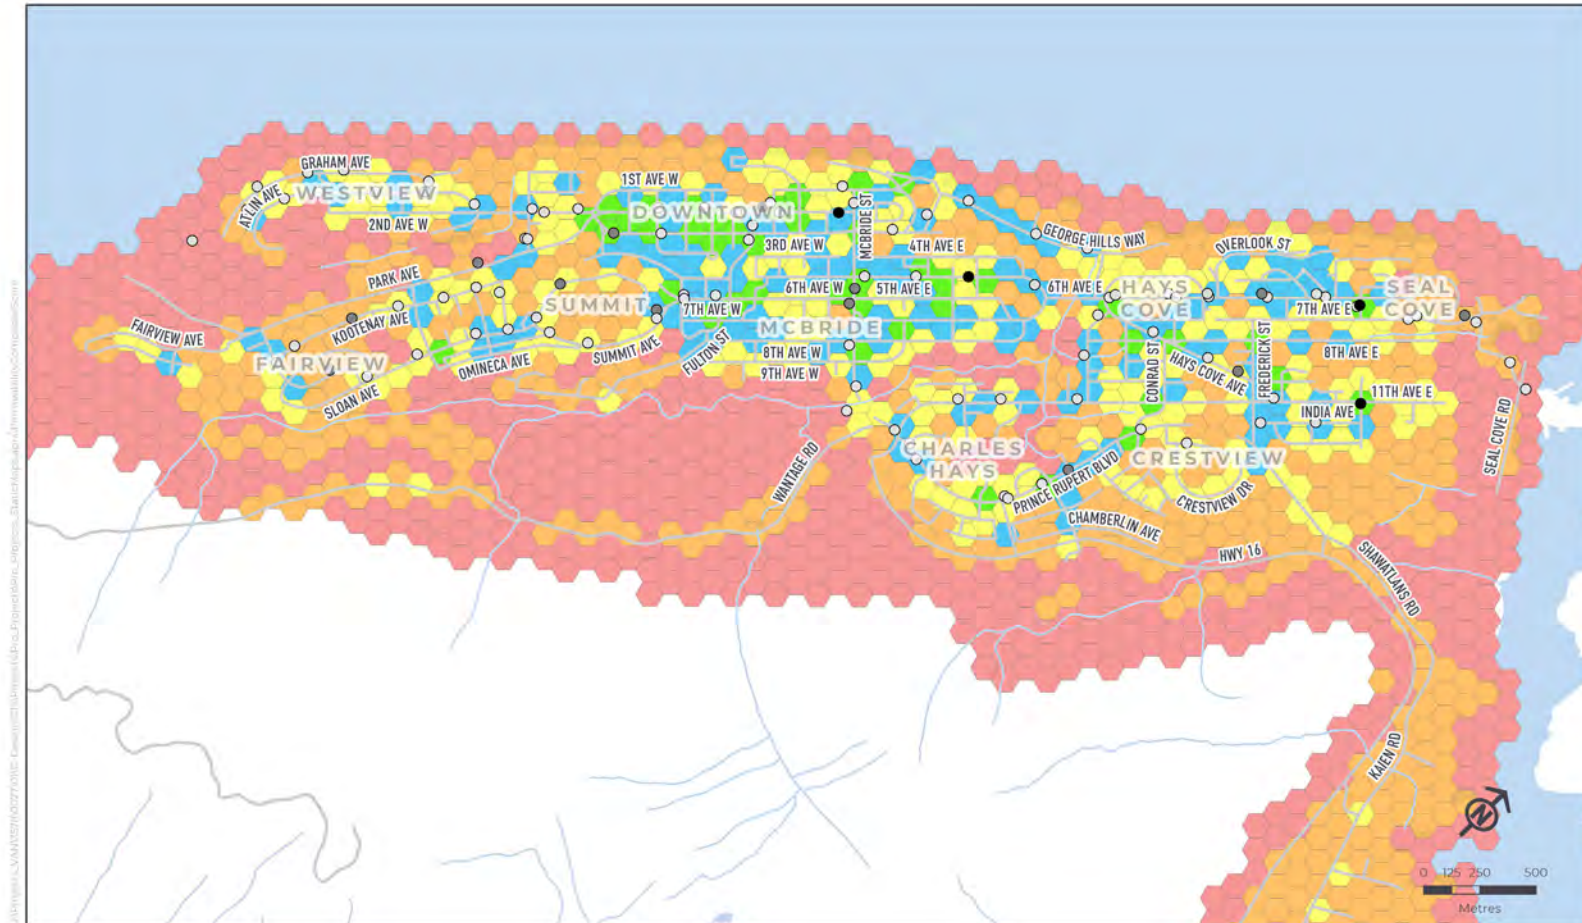 GRAHAM AVE
WESTVIEW
ATLIN AVE
2ND AVE W
1ST AVE W
DOWNTOWN
MCBRIDE ST
3RD AVE W
4TH AVE E
GEORGE HILLS WAY
OVERLOOK ST
PARK AVE
SUMMIT
6TH AVE W
5TH AVE E
6TH AVE E
HAYS
COVE
SEAL
COVE
7TH AVE W
7TH AVE E
KOOTENAY AVE
FAIRVIEW AVE
MCBRIDE
FAIRVIEW
OMINECA AVE
SUMMIT AVE
FULTON ST
8TH AVE W
9TH AVE W
8TH AVE E
CONRAD ST
HAYS COVE AVE
FREDERICK ST
SLOAN AVE
11TH AVE E
INDIA AVE
SEAL COVE RD
CHARLES
HAYS
WANTAGE RD
CRESTVIEW
PRINCE RUPERT BLVD
CRESTVIEW DR
CHAMBERLIN AVE
HWY 16
SHAWATLANS RD
KAIEN RD
N
0 125 250 500
Metres